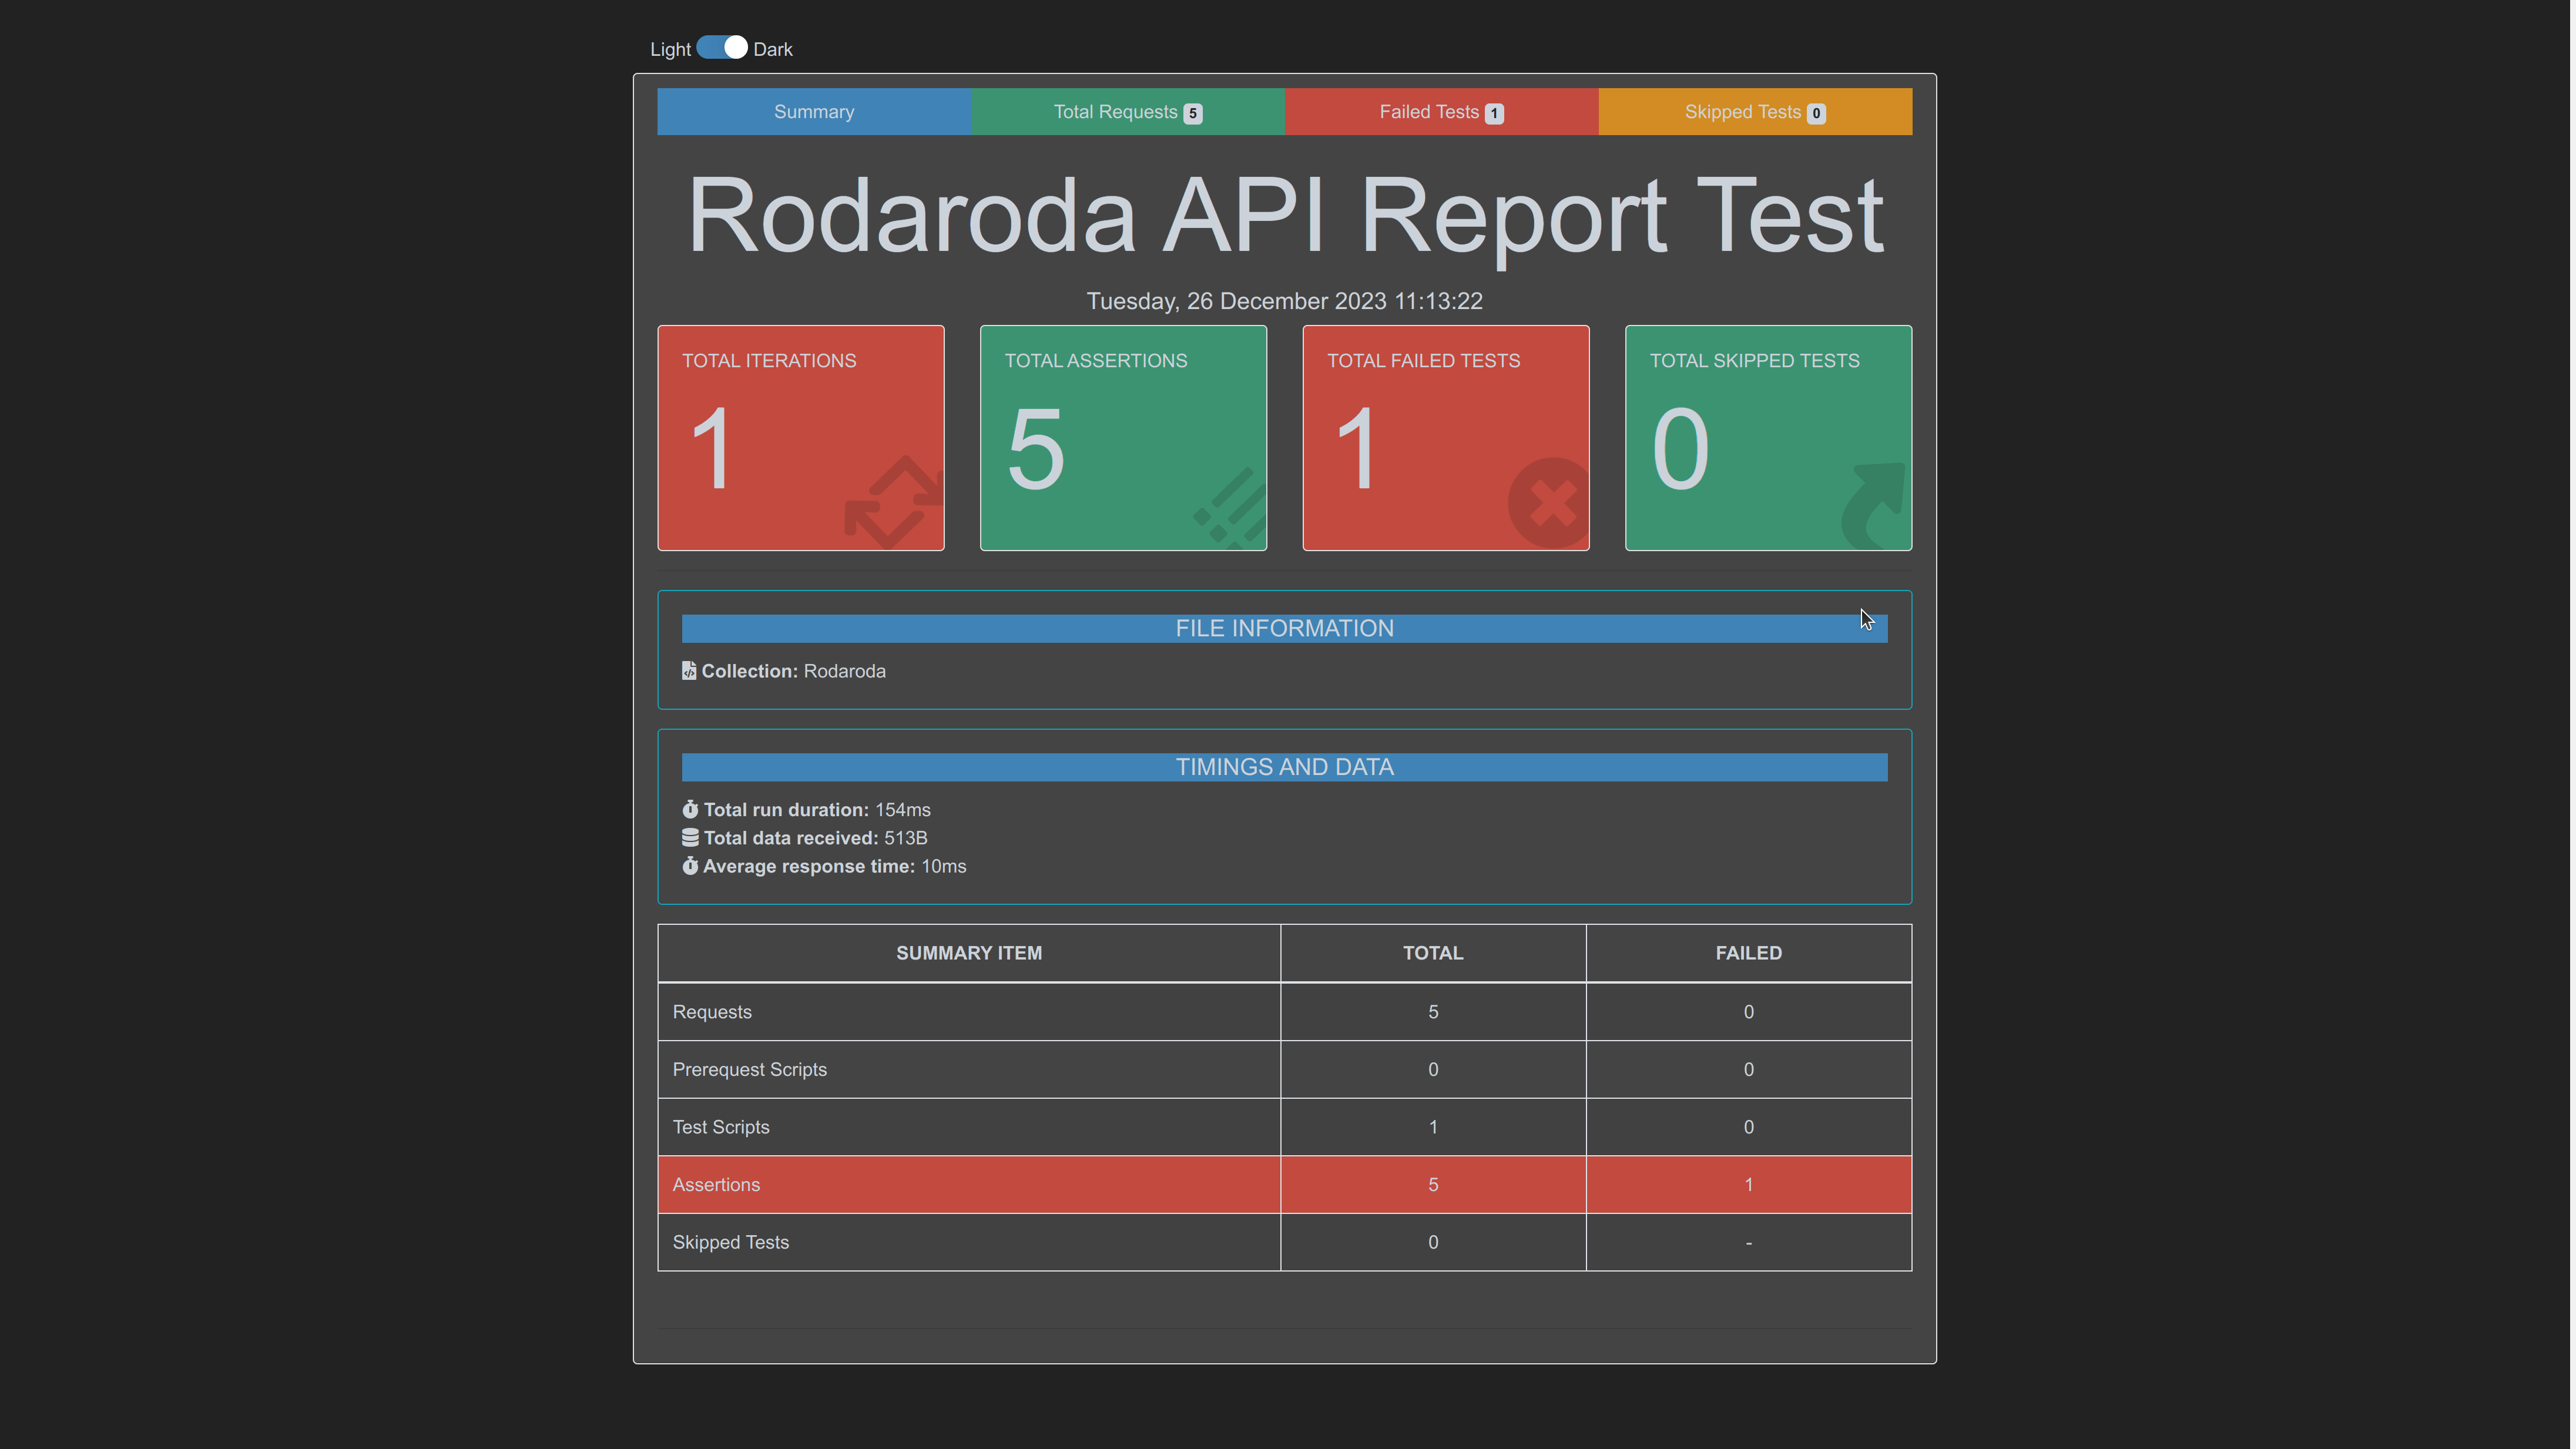 Light Dark
Summary Total Requests 5 Failed Tests 1 Skipped Tests 0
Rodaroda API Report Test
Tuesday, 26 December 2023 11:13:22
TOTAL ITERATIONS TOTAL ASSERTIONS TOTAL FAILED TESTS TOTAL SKIPPED TESTS
1 5 1 0
FILE INFORMATION
Collection: Rodaroda
TIMINGS AND DATA
Total run duration: 154ms
Total data received: 513B
Average response time: 10ms
SUMMARY ITEM TOTAL FAILED
Requests 5 0
Prerequest Scripts 0 0
Test Scripts 1 0
Assertions 5 1
Skipped Tests 0 -